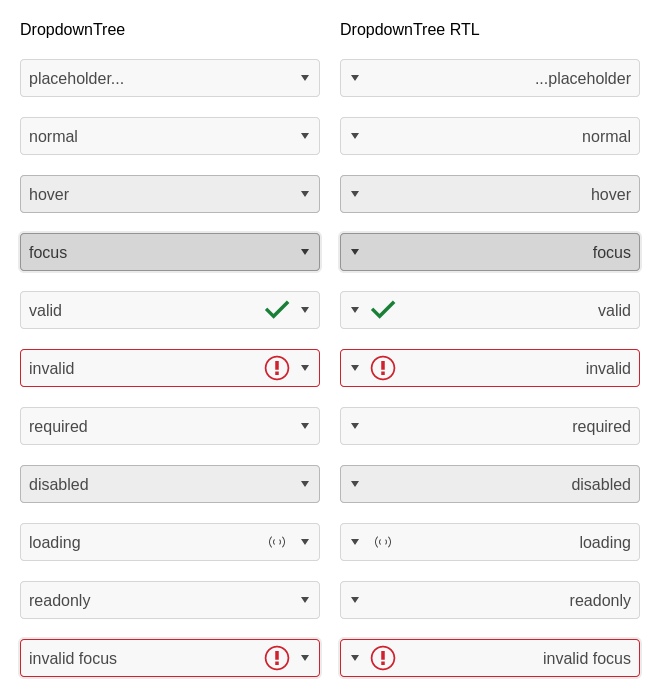 DropdownTree
placeholder...
normal
hover
focus
valid
invalid
required
disabled
loading
readonly
invalid focus
DropdownTree RTL
...placeholder
normal
hover
focus
valid
invalid
required
disabled
loading
readonly
invalid focus